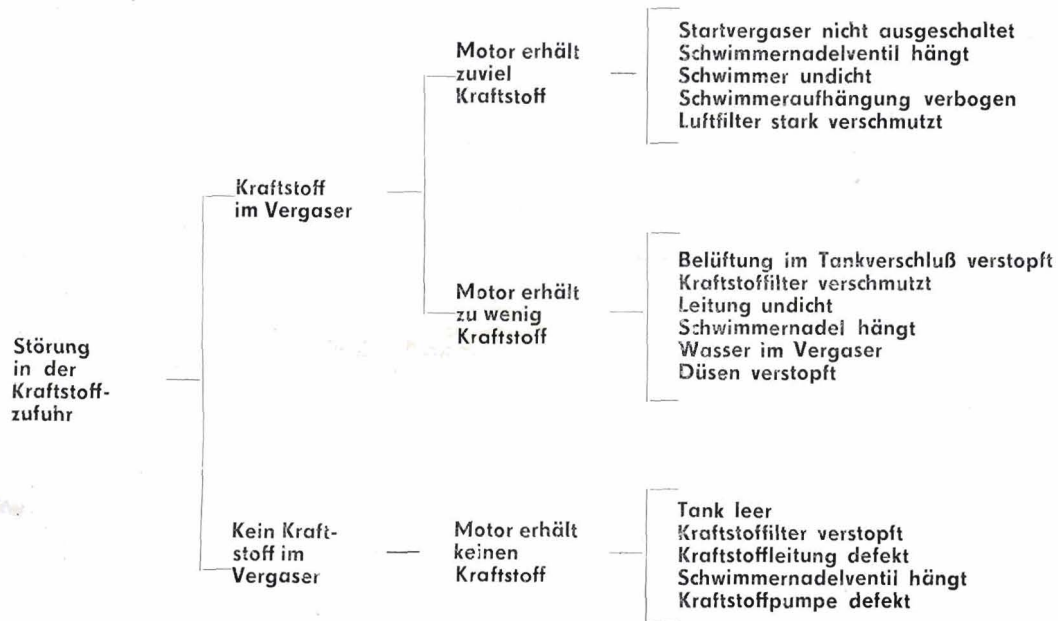 Störung
in der
Kraftstoff-
zufuhr
Kraftstoff
im Vergaser
Motor erhält
zuviel
Kraftstoff
Startvergaser nicht ausgeschaltet
Schwimmernadelventil hängt
Schwimmer undicht
Schwimmeraufhängung verbogen
Luftfilter stark verschmutzt
Motor erhält
zu wenig
Kraftstoff
Belüftung im Tankverschluß verstopft
Kraftstoffilter verschmutzt
Leitung undicht
Schwimmernadel hängt
Wasser im Vergaser
Düsen verstopft
Kein Kraft-
stoff im
Vergaser
Motor erhält
keinen
Kraftstoff
Tank leer
Kraftstoffilter verstopft
Kraftstoffleitung defekt
Schwimmernadelventil hängt
Kraftstoffpumpe defekt